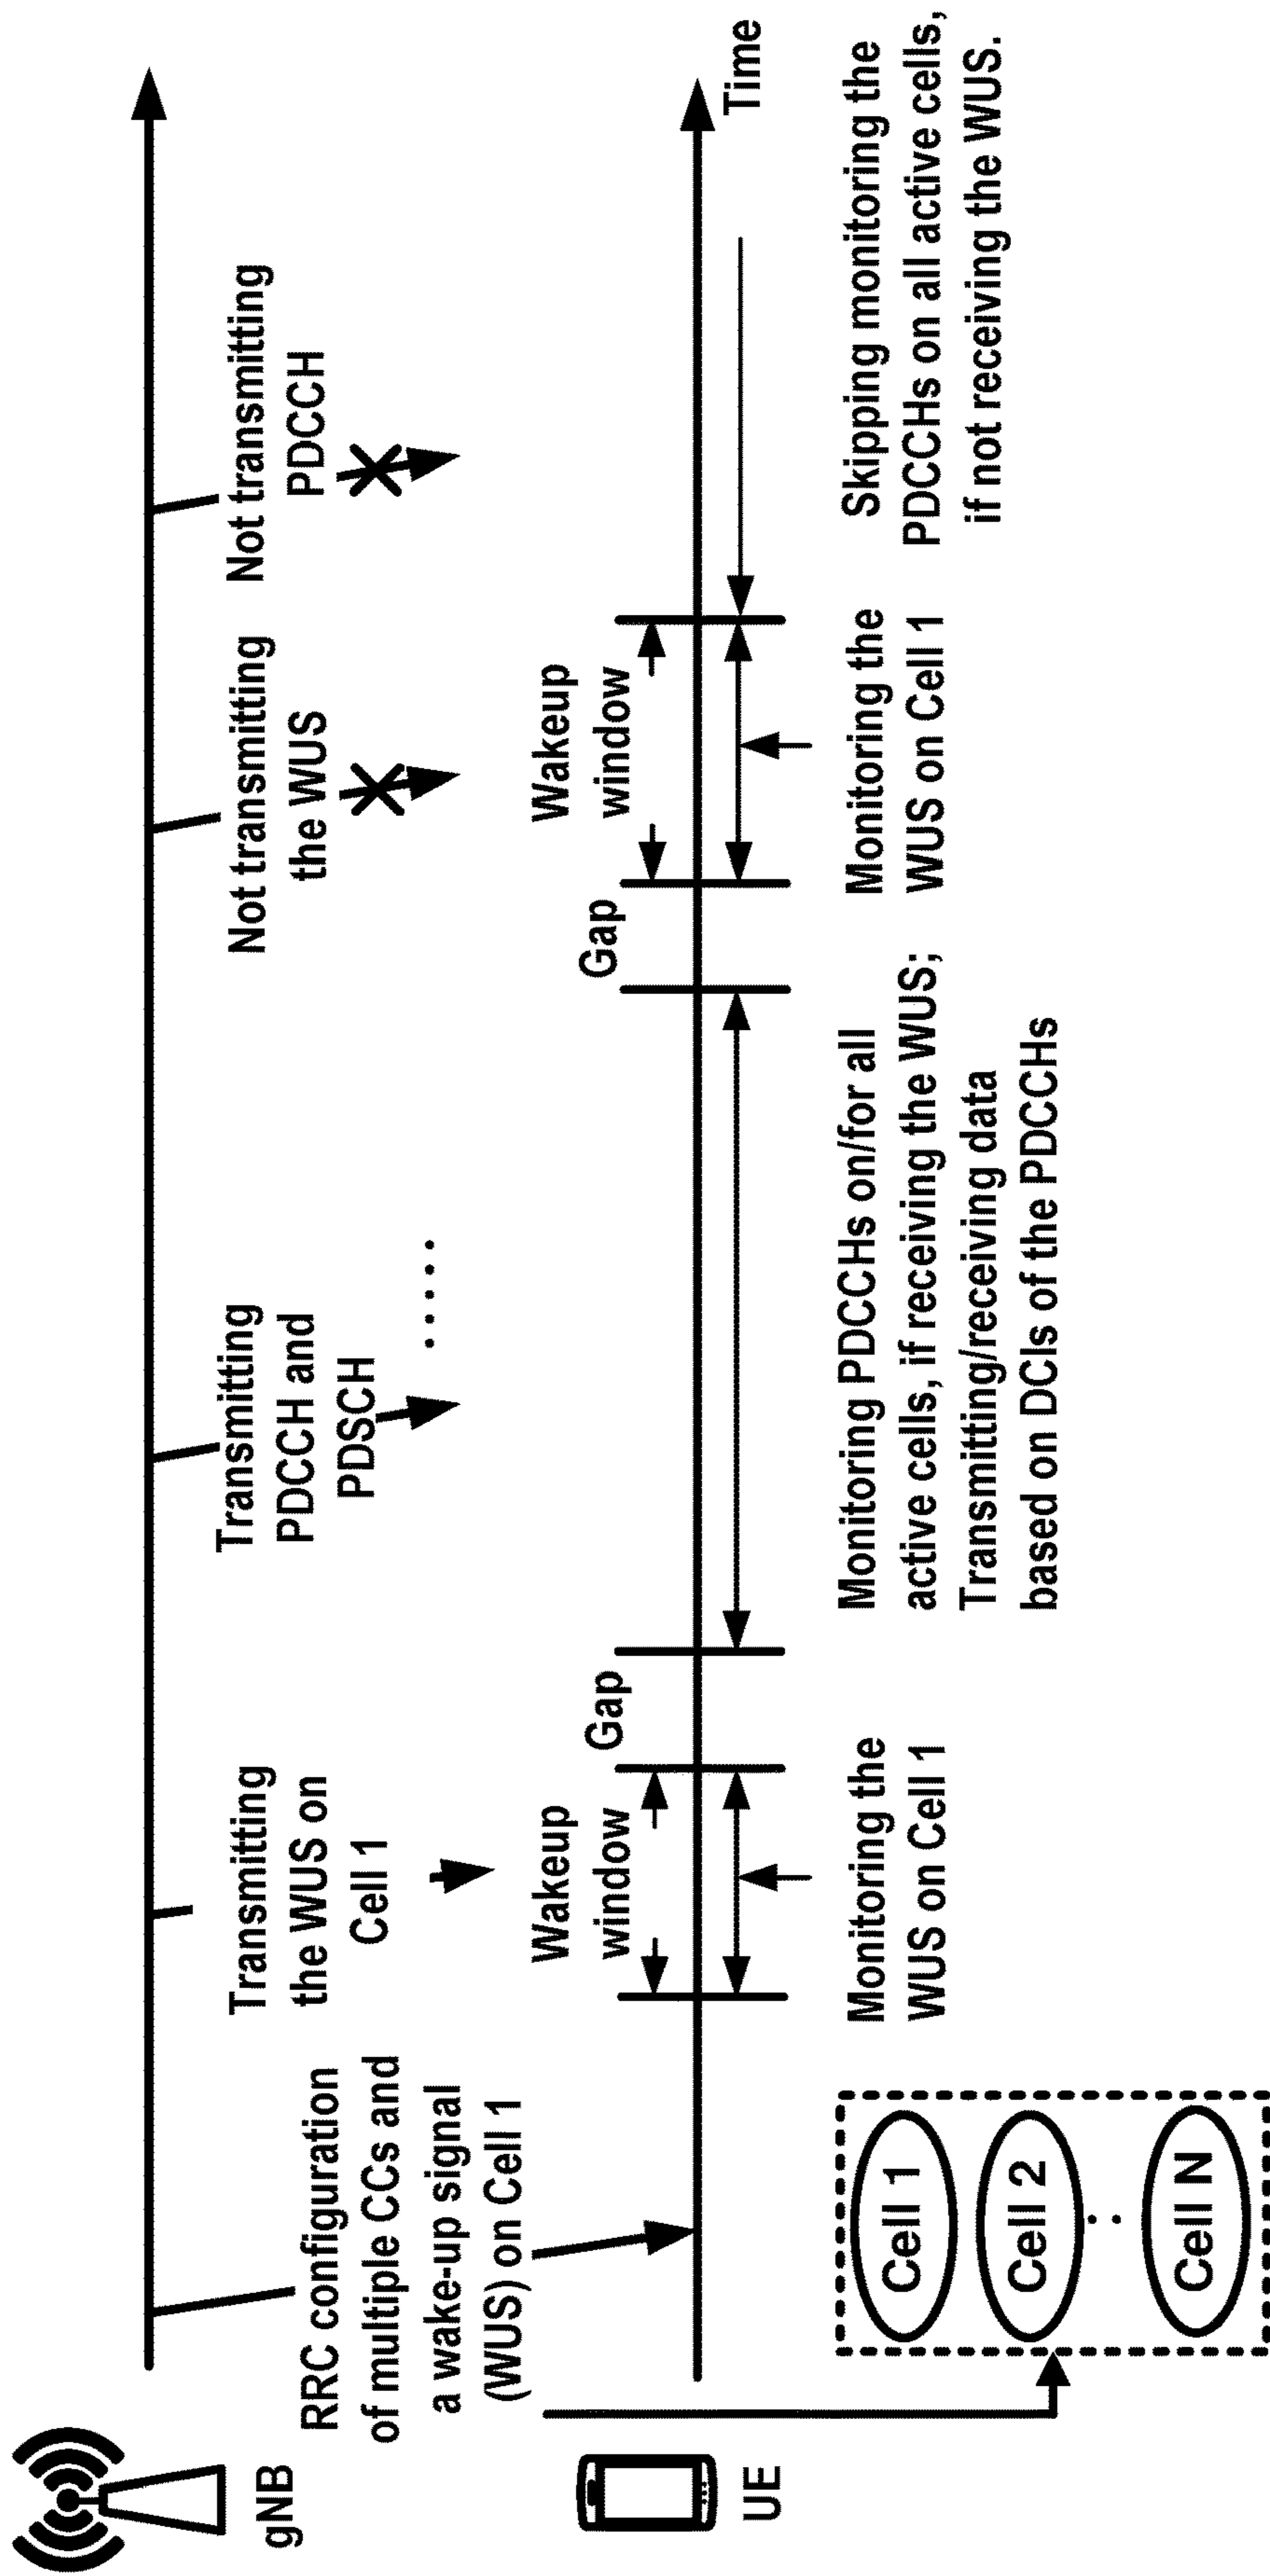 gNB
RRC configuration
of multiple CCs and
a wake-up signal
(WUS) on Cell 1
Transmitting
the WUS on
Cell 1
Transmitting
PDCCH and
PDSCH
Not transmitting
the WUS
Not transmitting
PDCCH
UE
Wakeup
window
Gap
Gap
Wakeup
window
Time
Cell 1
Cell 2
Cell N
Monitoring the
WUS on Cell 1
Monitoring PDCCHs on/for all
active cells, if receiving the WUS;
Transmitting/receiving data
based on DCIs of the PDCCHs
Monitoring the
WUS on Cell 1
Skipping monitoring the
PDCCHs on all active cells,
if not receiving the WUS.